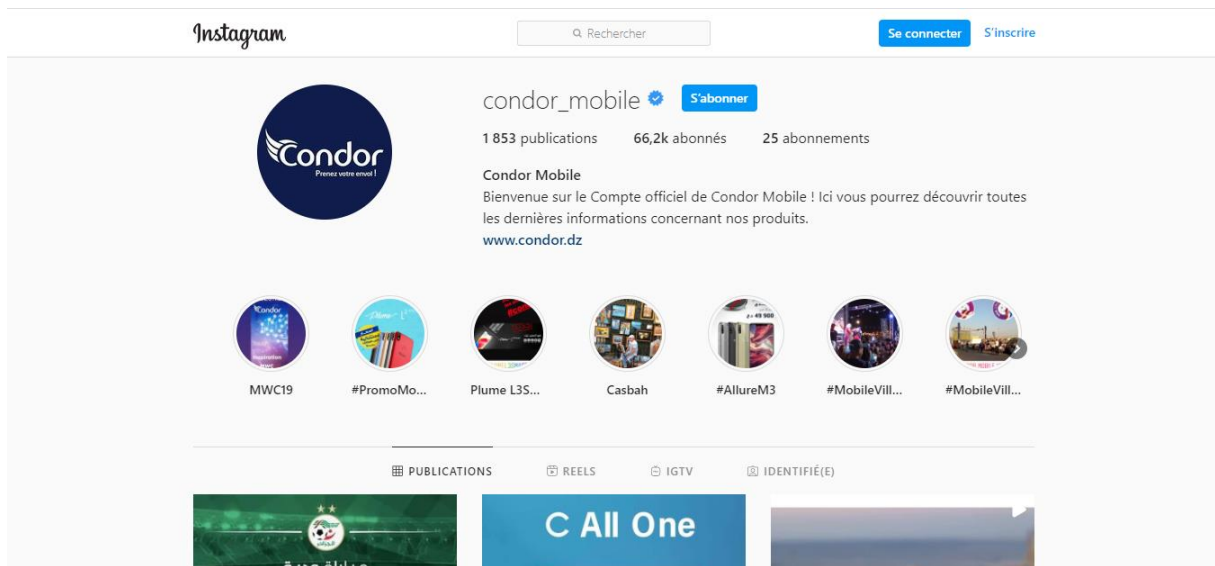 Instagram
Rechercher
Se connecter
S'inscrire
Condor
Prenez votre envol !
condor_mobile
S'abonner
1 853 publications 66,2k abonnés 25 abonnements
Condor Mobile
Bienvenue sur le Compte officiel de Condor Mobile ! Ici vous pourrez découvrir toutes
les dernières informations concernant nos produits.
www.condor.dz
Condor
MWC19
#PromoMo...
Plume L3S...
Casbah
49 900
#AllureM3
#MobileVill...
#MobileVill...
PUBLICATIONS
REELS
IGTV
IDENTIFIÉ(E)
C All One